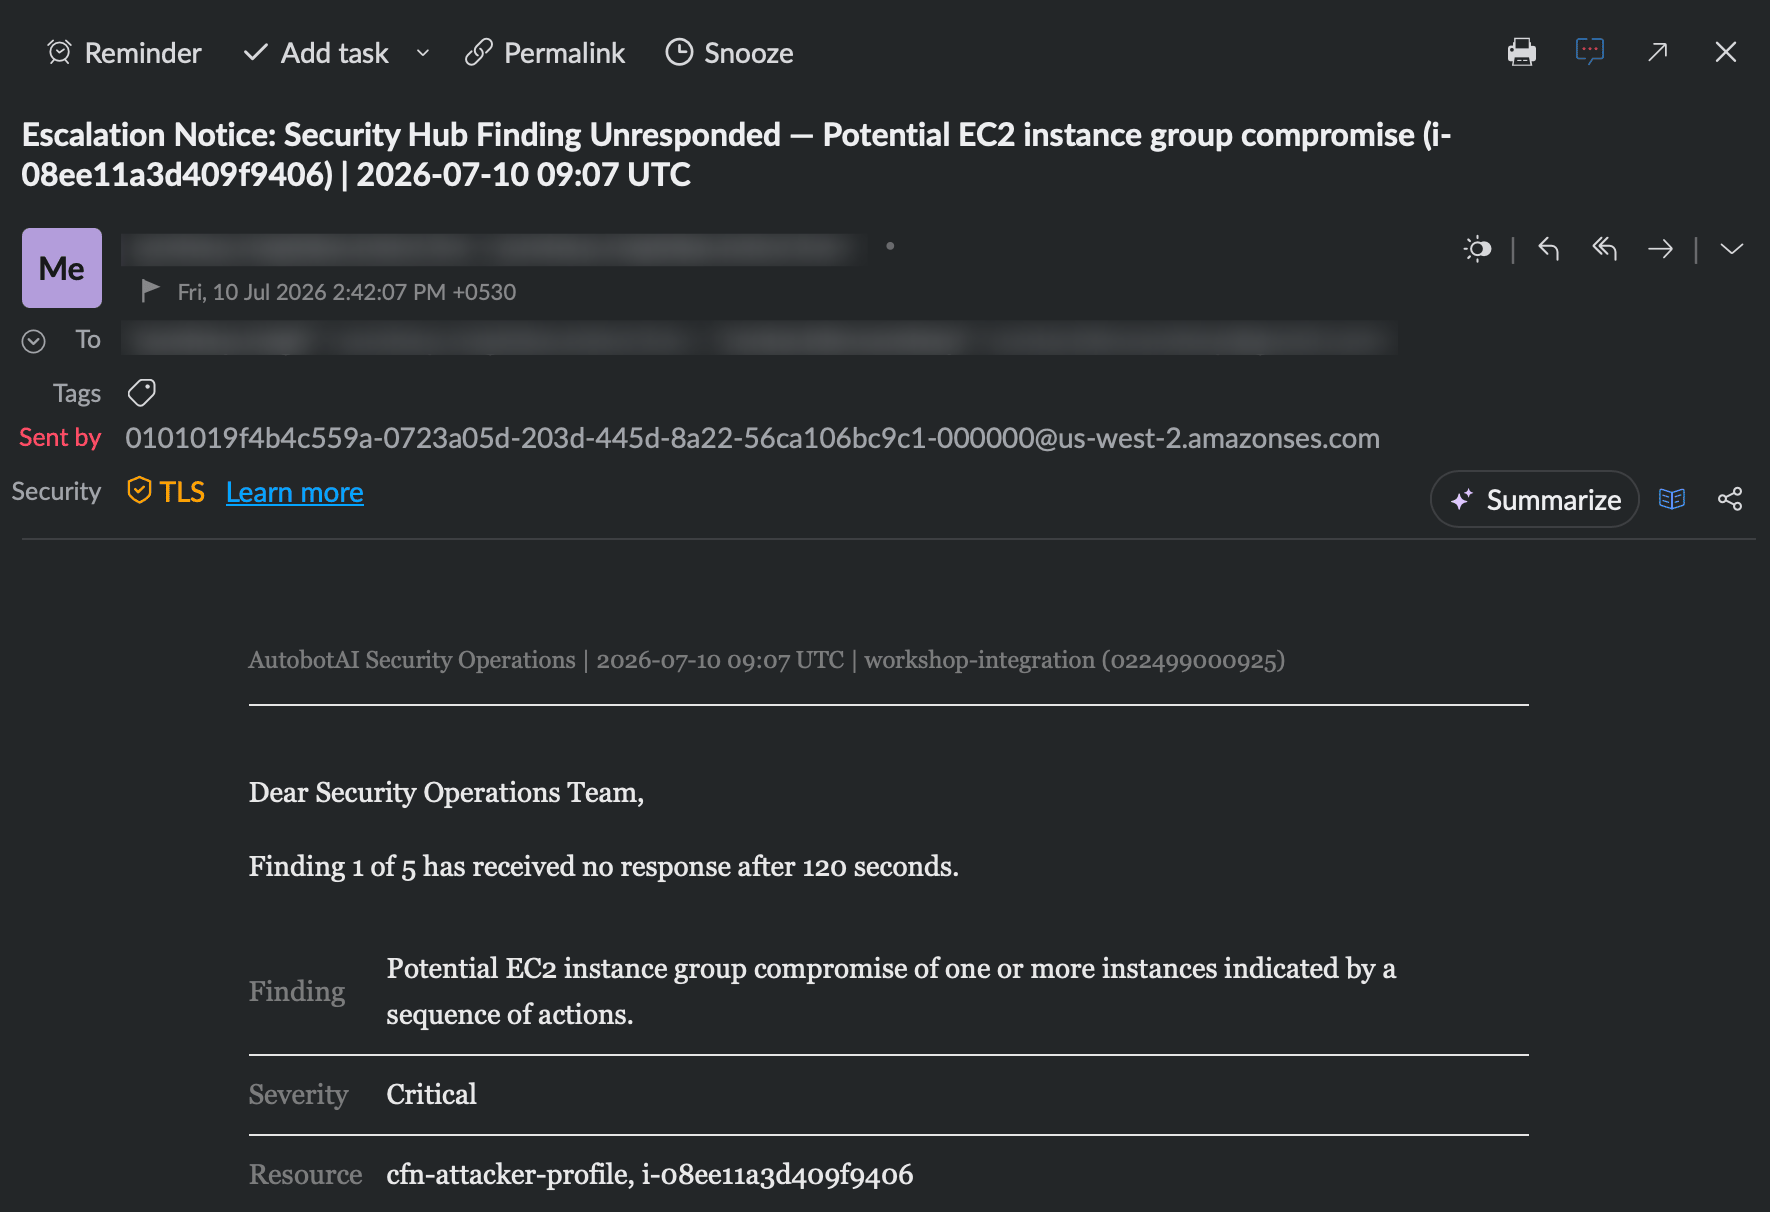 Reminder Add task Permalink Snooze
Escalation Notice: Security Hub Finding Unresponded — Potential EC2 instance group compromise (i-
08ee11a3d409f9406) | 2026-07-10 09:07 UTC
Me
Fri, 10 Jul 2026 2:42:07 PM +0530
To
Tags
Sent by 0101019f4b4c559a-0723a05d-203d-445d-8a22-56ca106bc9c1-000000@us-west-2.amazonses.com
Security TLS Learn more
Summarize
AutobotAI Security Operations | 2026-07-10 09:07 UTC | workshop-integration (022499000925)
Dear Security Operations Team,
Finding 1 of 5 has received no response after 120 seconds.
Finding Potential EC2 instance group compromise of one or more instances indicated by a
sequence of actions.
Severity Critical
Resource cfn-attacker-profile, i-08ee11a3d409f9406